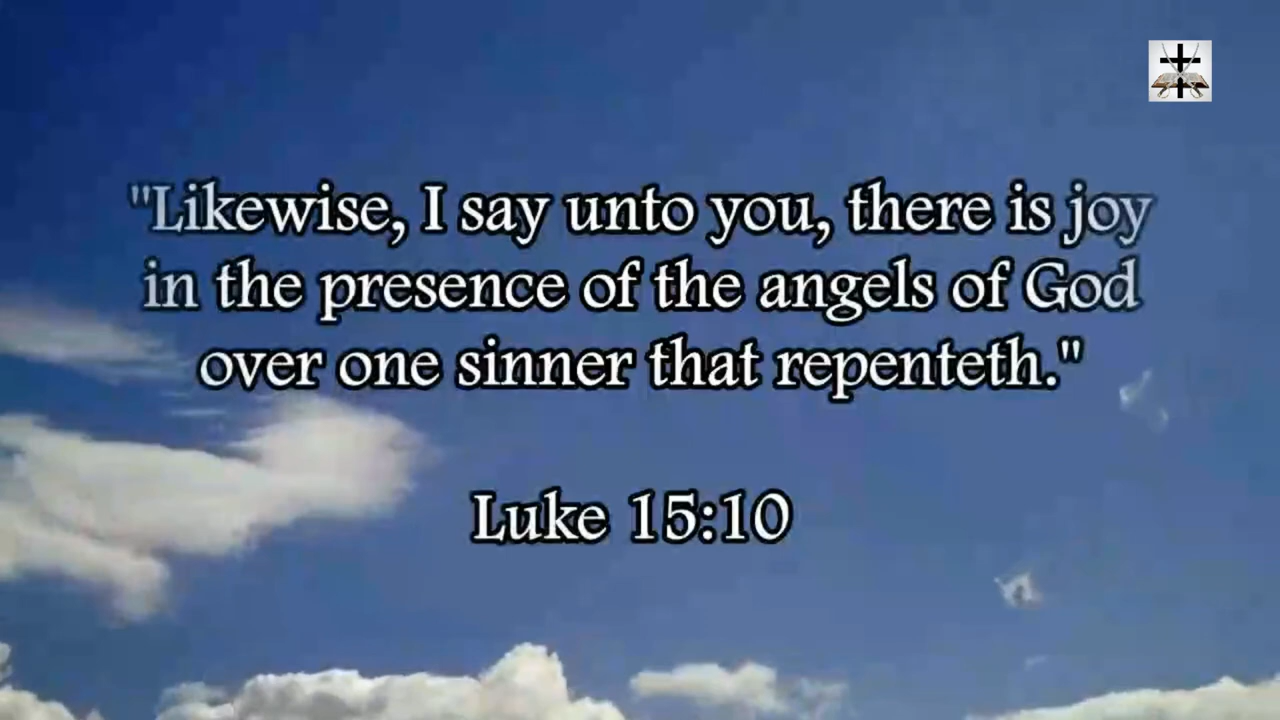 "Likewise, I say unto you, there is joy
in the presence of the angels of God
over one sinner that repenteth."
Luke 15:10